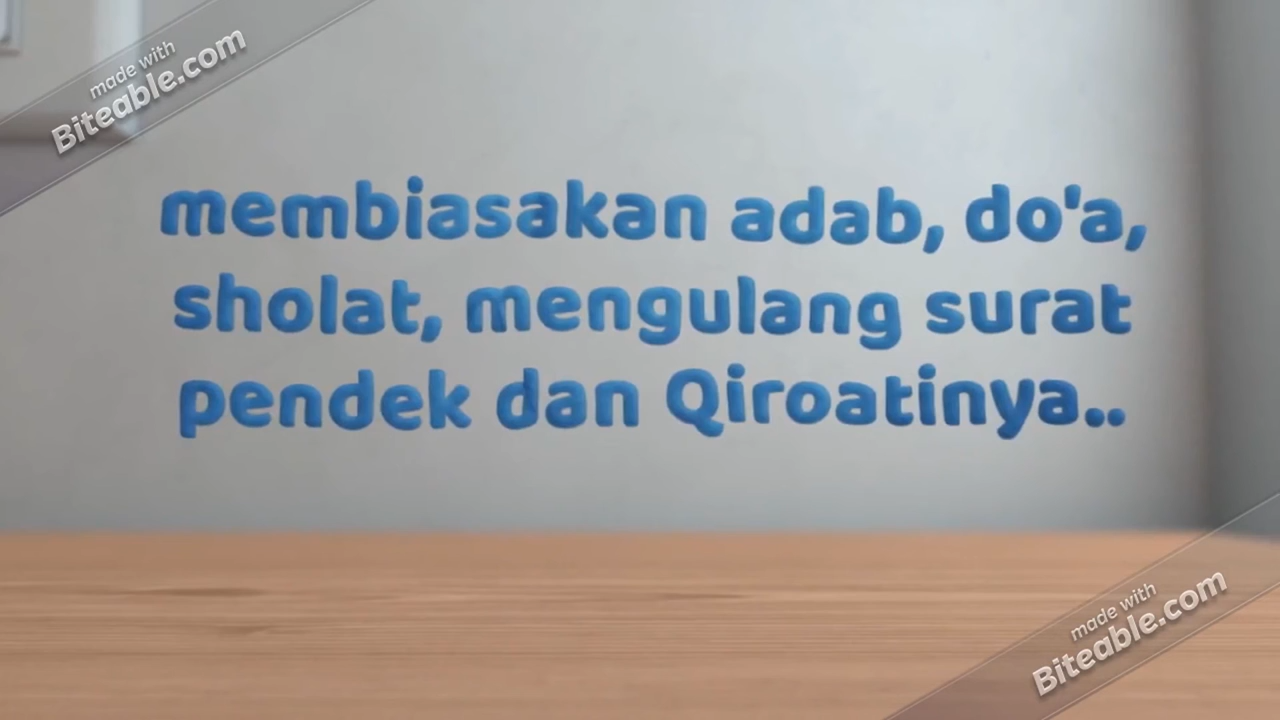 made with
Biteable.com
membiasakan adab, do'a,
sholat, mengulang surat
pendek dan Qiroatinya..
made with
Biteable.com